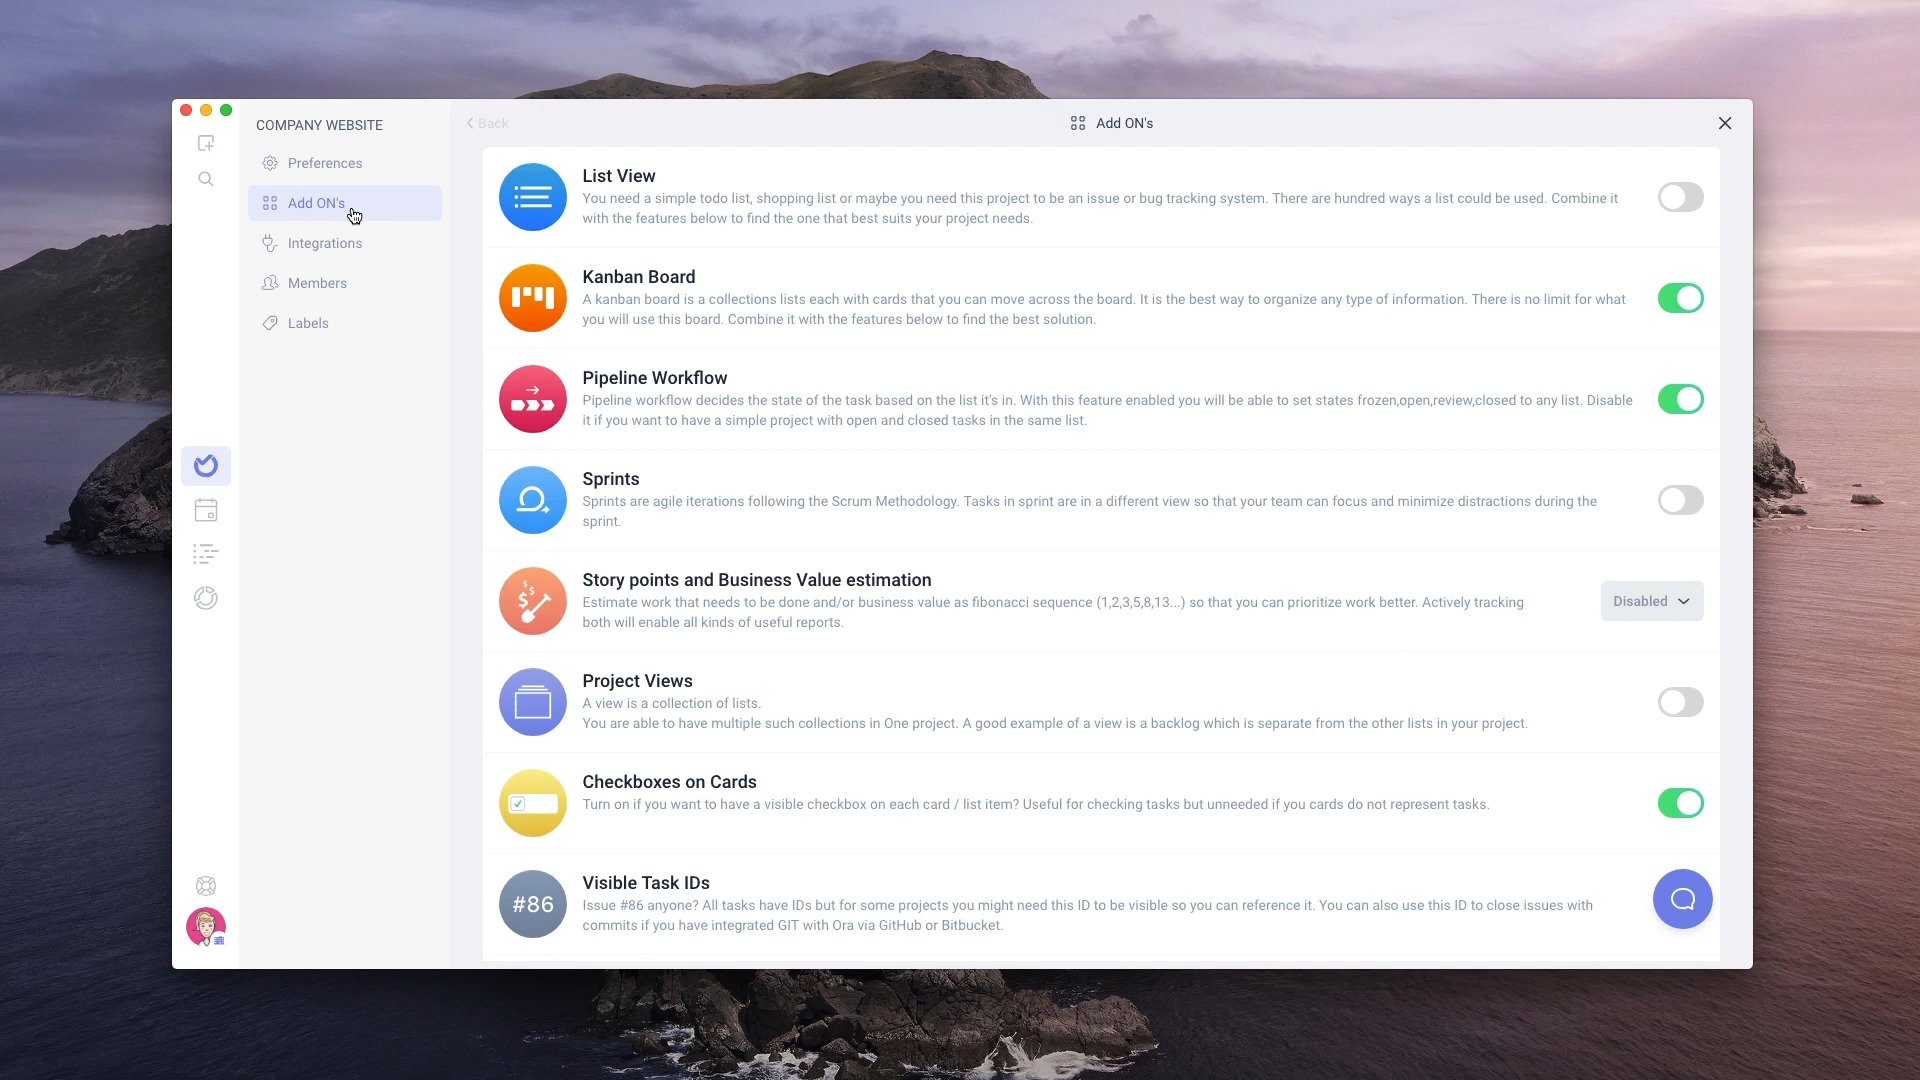 COMPANY WEBSITE
Preferences
Add ON's
Integrations
Members
Labels
Back
Add ON's
List View
You need a simple todo list, shopping list or maybe you need this project to be an issue or bug tracking system. There are hundred ways a list could be used. Combine it
with the features below to find the one that best suits your project needs.
Kanban Board
A kanban board is a collections lists each with cards that you can move across the board. It is the best way to organize any type of information. There is no limit for what
you will use this board. Combine it with the features below to find the best solution.
Pipeline Workflow
Pipeline workflow decides the state of the task based on the list it's in. With this feature enabled you will be able to set states frozen,open,review,closed to any list. Disable
it if you want to have a simple project with open and closed tasks in the same list.
Sprints
Sprints are agile iterations following the Scrum Methodology. Tasks in sprint are in a different view so that your team can focus and minimize distractions during the
sprint.
Story points and Business Value estimation
Estimate work that needs to be done and/or business value as fibonacci sequence (1,2,3,5,8,13...) so that you can prioritize work better. Actively tracking
both will enable all kinds of useful reports.
Disabled
Project Views
A view is a collection of lists.
You are able to have multiple such collections in One project. A good example of a view is a backlog which is separate from the other lists in your project.
Checkboxes on Cards
Turn on if you want to have a visible checkbox on each card / list item? Useful for checking tasks but unneeded if you cards do not represent tasks.
#86
Visible Task IDs
Issue #86 anyone? All tasks have IDs but for some projects you might need this ID to be visible so you can reference it. You can also use this ID to close issues with
commits if you have integrated GIT with Ora via GitHub or Bitbucket.